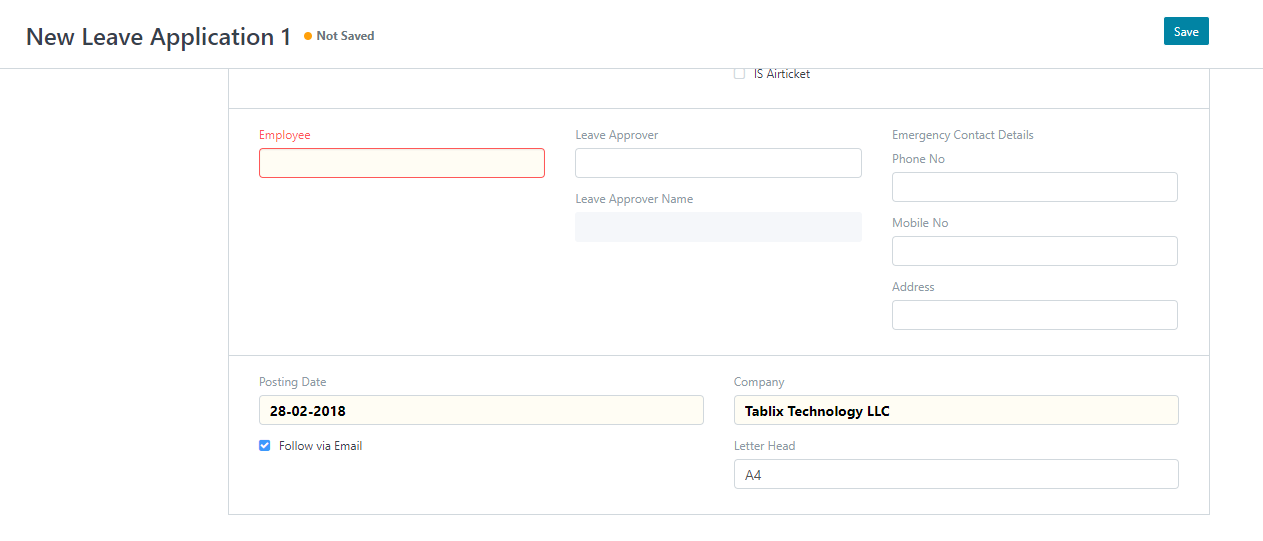 New Leave Application 1
Not Saved
Save
IS Airticket
Employee
Leave Approver
Leave Approver Name
Emergency Contact Details
Phone No
Mobile No
Address
Posting Date
28-02-2018
Follow via Email
Company
Tablix Technology LLC
Letter Head
A4